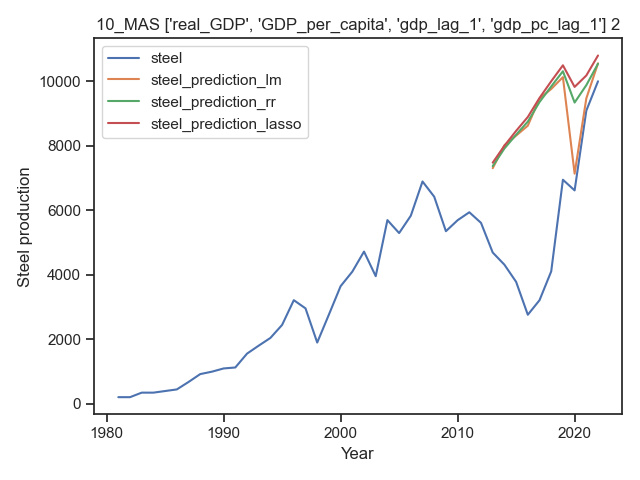 10_MAS ['real_GDP', 'GDP_per_capita', 'gdp_lag_1', 'gdp_pc_lag_1'] 2
steel
steel_prediction_lm
steel_prediction_rr
steel_prediction_lasso
Steel production
10000
8000
6000
4000
2000
0
1980
1990
2000
2010
2020
Year